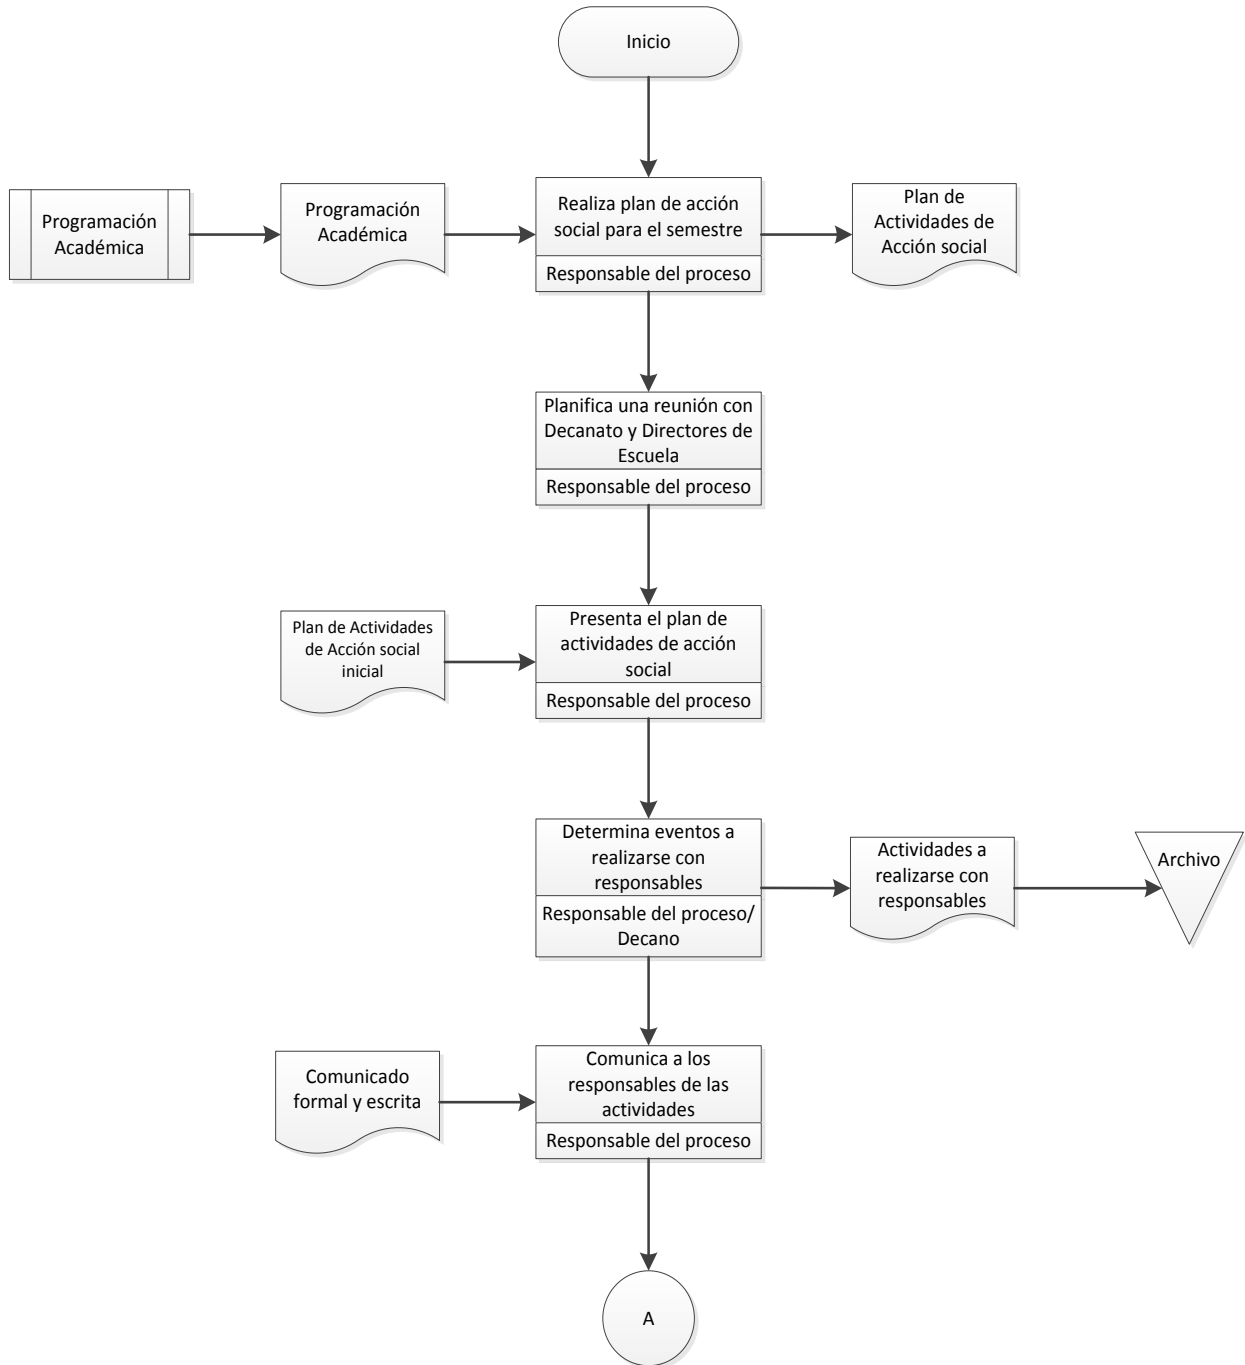 Inicio
Programación
Académica
Programación
Académica
Realiza plan de acción
social para el semestre
Responsable del proceso
Plan de
Actividades de
Acción social
Planifica una reunión con
Decanato y Directores de
Escuela
Responsable del proceso
Plan de Actividades
de Acción social
inicial
Presenta el plan de
actividades de acción
social
Responsable del proceso
Determina eventos a
realizarse con
responsables
Responsable del proceso/
Decano
Actividades a
realizarse con
responsables
Archivo
Comunicado
formal y escrita
Comunica a los
responsables de las
actividades
Responsable del proceso
A